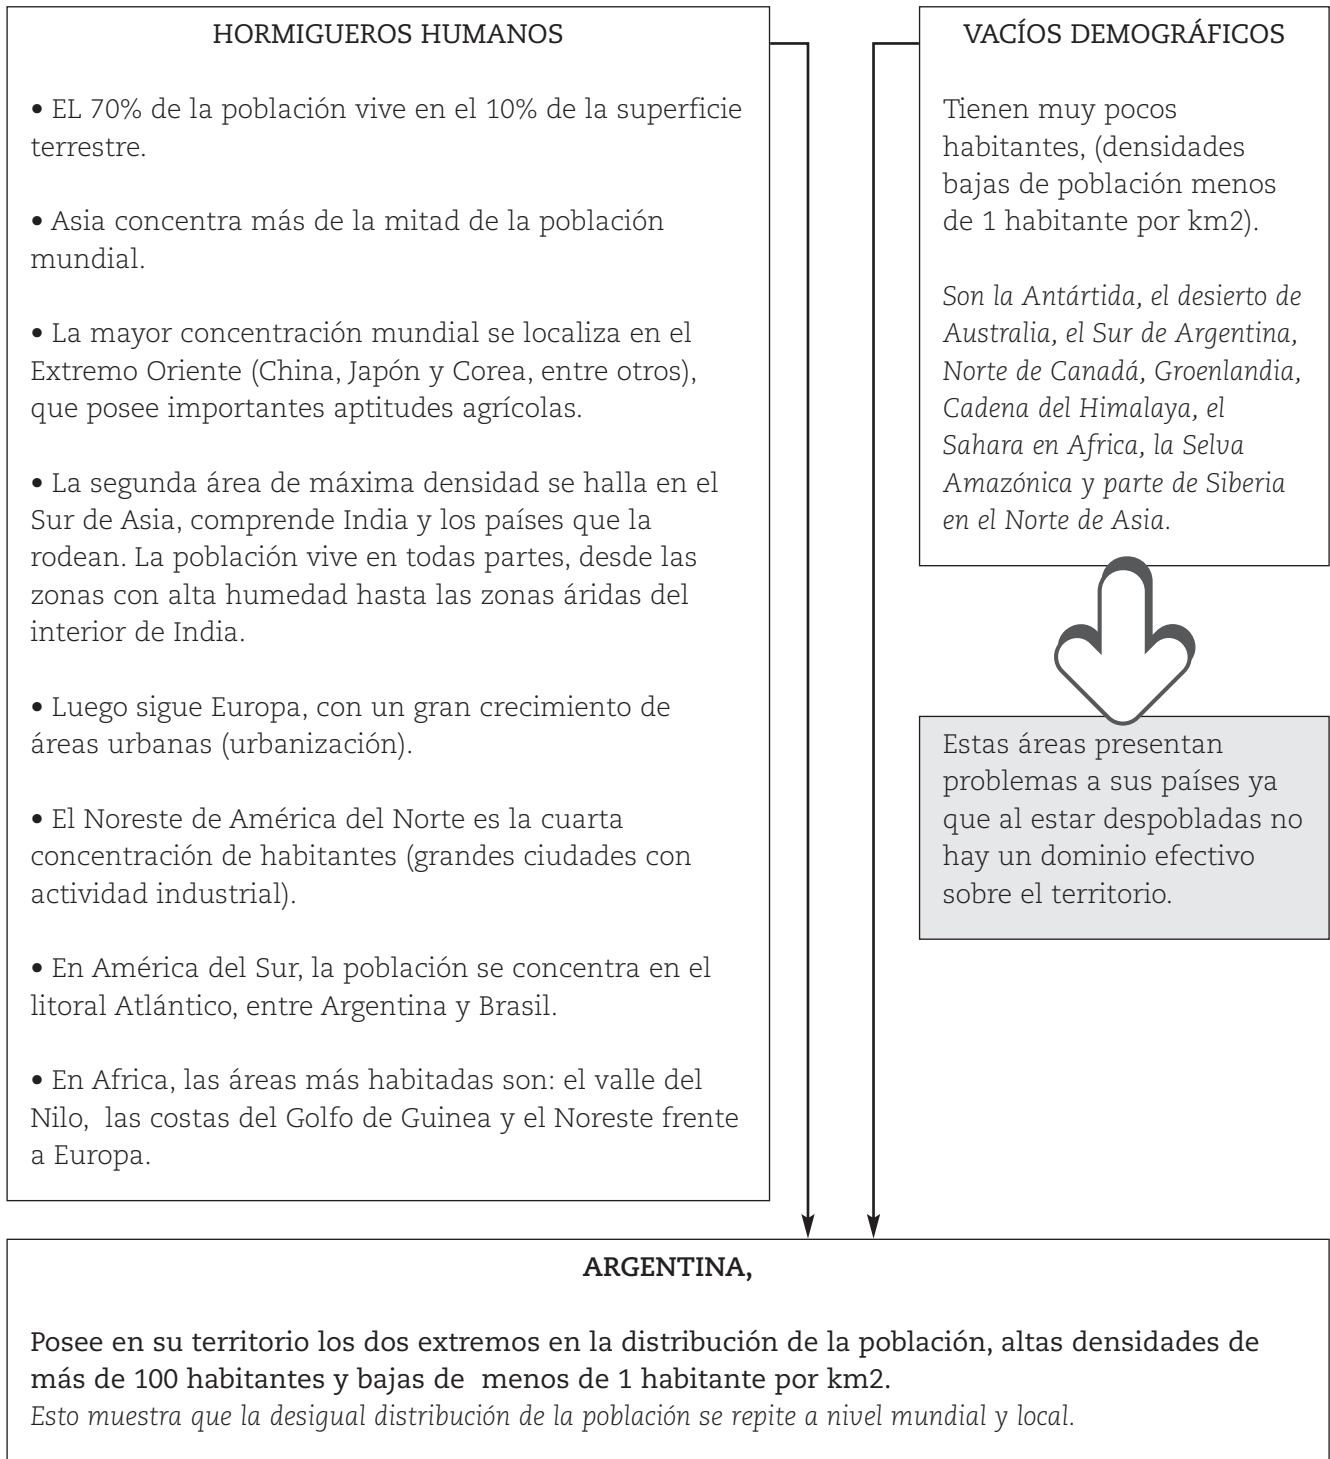 HORMIGUEROS HUMANOS
• EL 70% de la población vive en el 10% de la superficie
terrestre.
• Asia concentra más de la mitad de la población
mundial.
• La mayor concentración mundial se localiza en el
Extremo Oriente (China, Japón y Corea, entre otros),
que posee importantes aptitudes agrícolas.
• La segunda área de máxima densidad se halla en el
Sur de Asia, comprende India y los países que la
rodean. La población vive en todas partes, desde las
zonas con alta humedad hasta las zonas áridas del
interior de India.
• Luego sigue Europa, con un gran crecimiento de
áreas urbanas (urbanización).
• El Noreste de América del Norte es la cuarta
concentración de habitantes (grandes ciudades con
actividad industrial).
• En América del Sur, la población se concentra en el
litoral Atlántico, entre Argentina y Brasil.
• En Africa, las áreas más habitadas son: el valle del
Nilo, las costas del Golfo de Guinea y el Noreste frente
a Europa.
VACÍOS DEMOGRÁFICOS
Tienen muy pocos
habitantes, (densidades
bajas de población menos
de 1 habitante por km2).
Son la Antártida, el desierto de
Australia, el Sur de Argentina,
Norte de Canadá, Groenlandia,
Cadena del Himalaya, el
Sahara en Africa, la Selva
Amazónica y parte de Siberia
en el Norte de Asia.
Estas áreas presentan
problemas a sus países ya
que al estar despobladas no
hay un dominio efectivo
sobre el territorio.
ARGENTINA,
Posee en su territorio los dos extremos en la distribución de la población, altas densidades de
más de 100 habitantes y bajas de menos de 1 habitante por km2.
Esto muestra que la desigual distribución de la población se repite a nivel mundial y local.